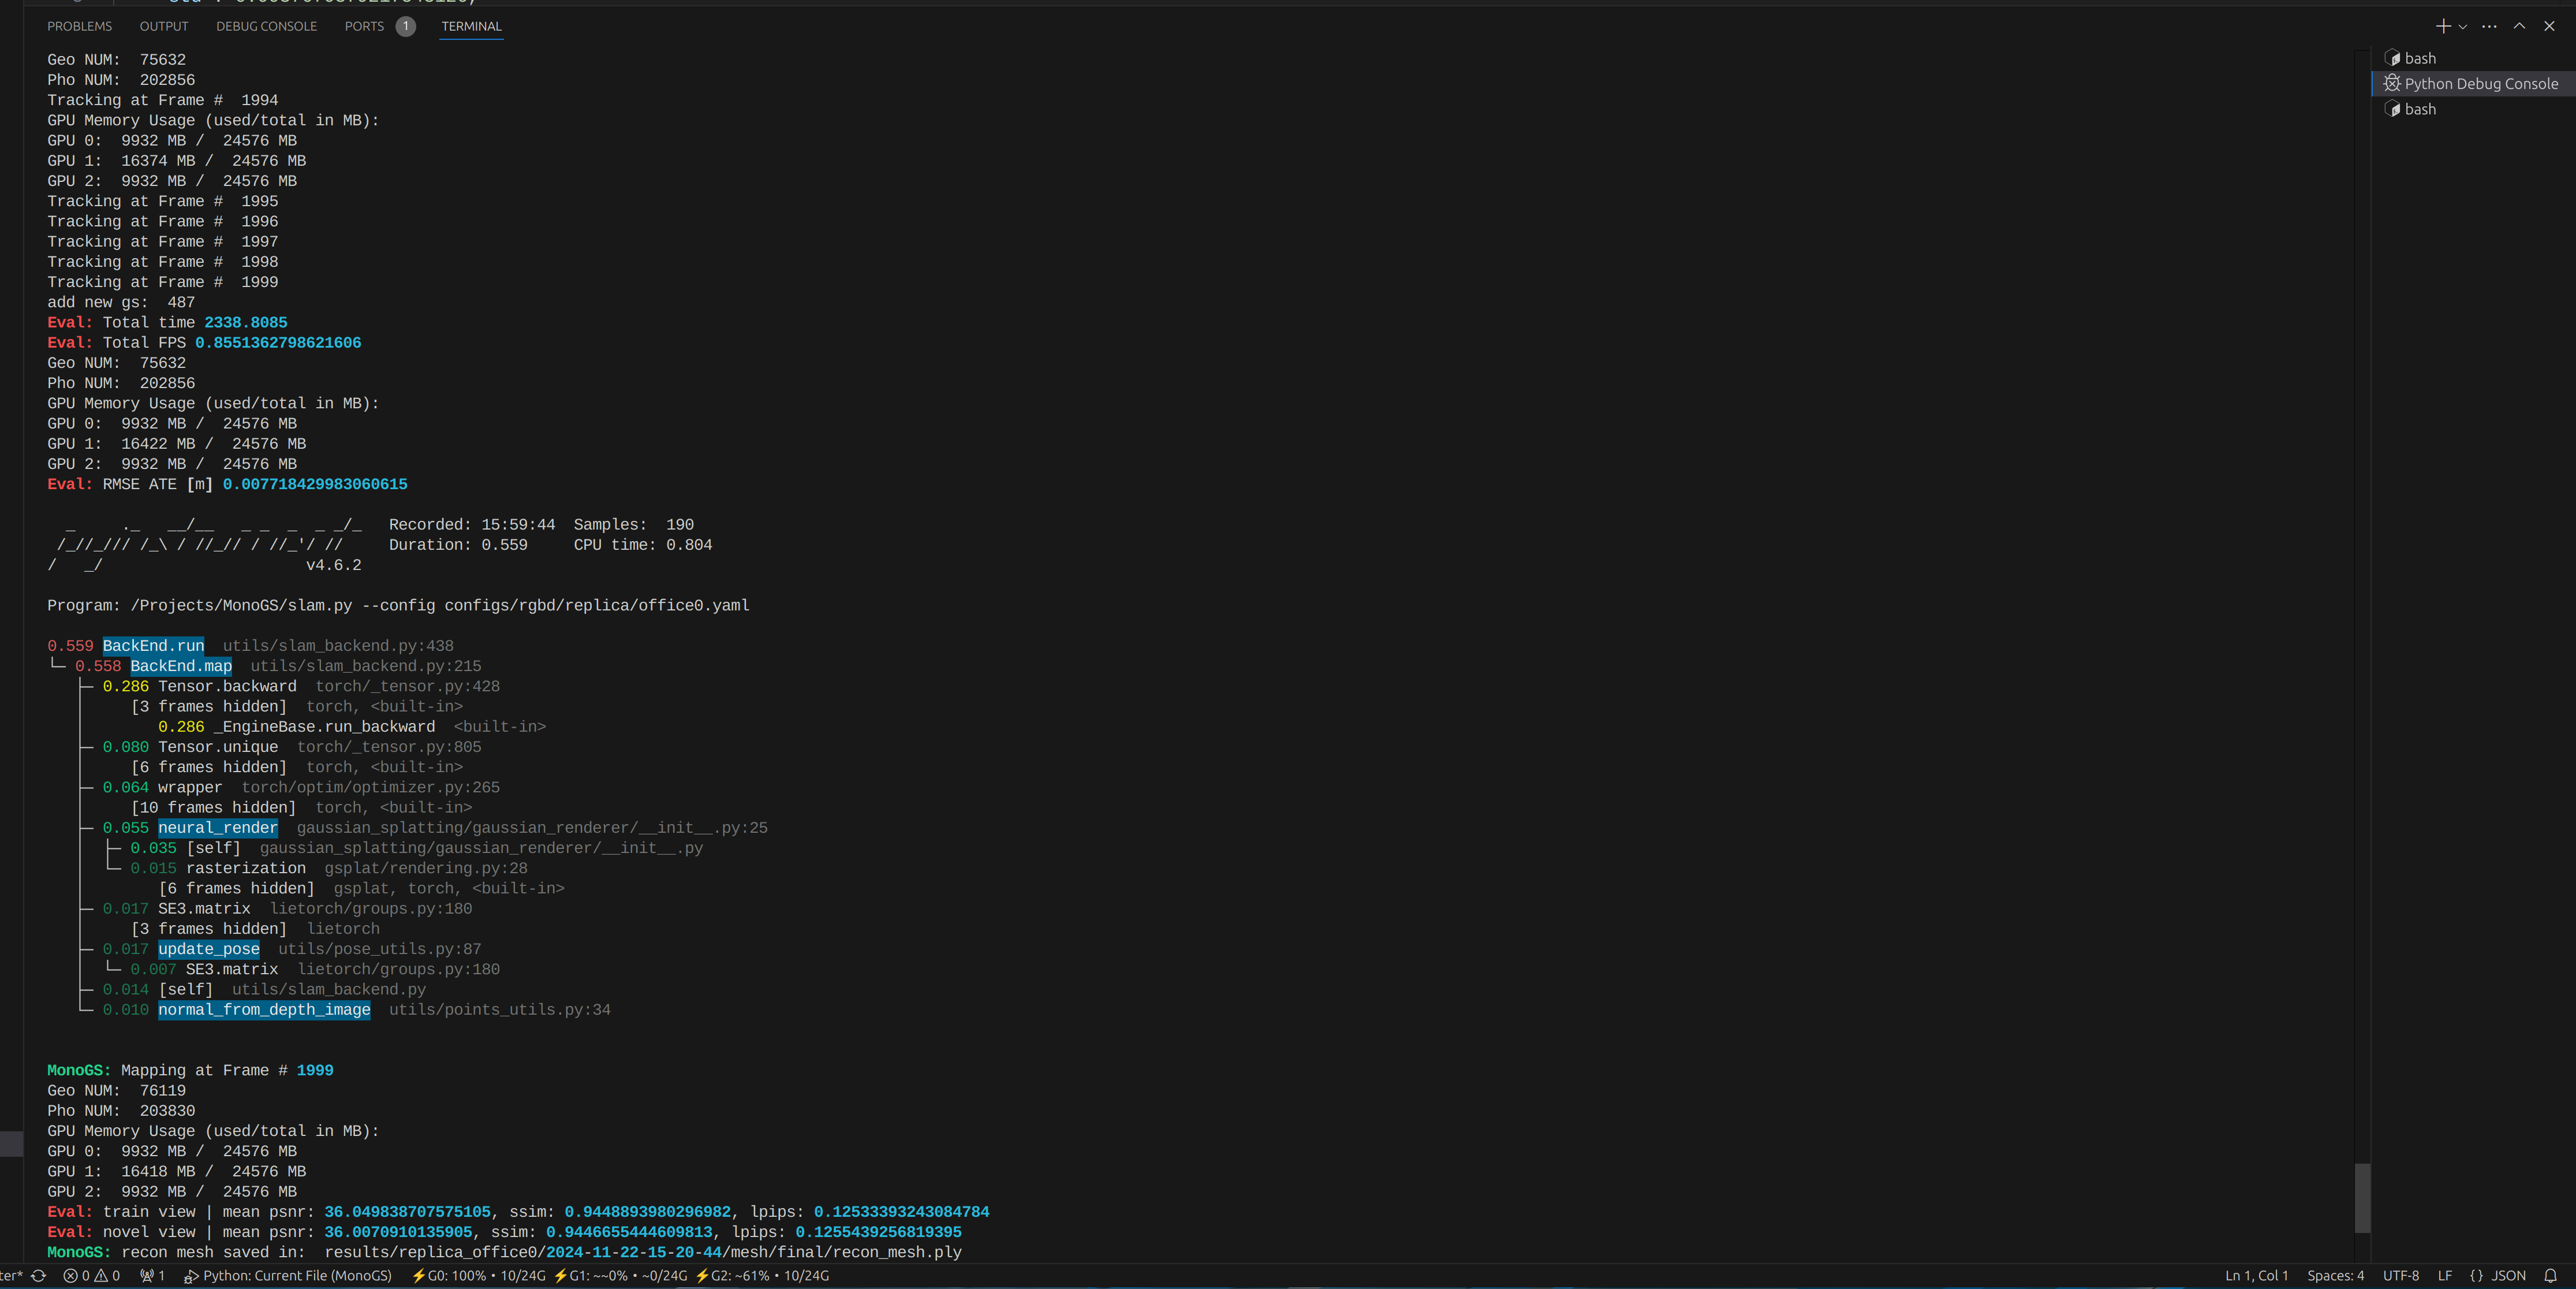 PROBLEMS OUTPUT DEBUG CONSOLE PORTS 1 TERMINAL
Geo NUM:  75632
Pho NUM:  202856
Tracking at Frame #  1994
GPU Memory Usage (used/total in MB):
GPU 0:  9932 MB /  24576 MB
GPU 1:  16374 MB /  24576 MB
GPU 2:  9932 MB /  24576 MB
Tracking at Frame #  1995
Tracking at Frame #  1996
Tracking at Frame #  1997
Tracking at Frame #  1998
Tracking at Frame #  1999
add new gs:  487
Eval: Total time 2338.8085
Eval: Total FPS 0.8551362798621606
Geo NUM:  75632
Pho NUM:  202856
GPU Memory Usage (used/total in MB):
GPU 0:  9932 MB /  24576 MB
GPU 1:  16422 MB /  24576 MB
GPU 2:  9932 MB /  24576 MB
Eval: RMSE ATE [m] 0.007718429983060615
  _     ._   __/__   _ _  _  _ _/_   Recorded: 15:59:44  Samples:  190
 /_//_/// /_\ / //_// / //_'/ //     Duration: 0.559     CPU time: 0.804
/   _/                      v4.6.2
Program: /Projects/MonoGS/slam.py --config configs/rgbd/replica/office0.yaml
0.559 BackEnd.run  utils/slam_backend.py:438
└─ 0.558 BackEnd.map  utils/slam_backend.py:215
   ├─ 0.286 Tensor.backward  torch/_tensor.py:428
   │     [3 frames hidden]  torch, <built-in>
   │        0.286 _EngineBase.run_backward  <built-in>
   ├─ 0.080 Tensor.unique  torch/_tensor.py:805
   │     [6 frames hidden]  torch, <built-in>
   ├─ 0.064 wrapper  torch/optim/optimizer.py:265
   │     [10 frames hidden]  torch, <built-in>
   ├─ 0.055 neural_render  gaussian_splatting/gaussian_renderer/__init__.py:25
   │  ├─ 0.035 [self]  gaussian_splatting/gaussian_renderer/__init__.py
   │  └─ 0.015 rasterization  gsplat/rendering.py:28
   │        [6 frames hidden]  gsplat, torch, <built-in>
   ├─ 0.017 SE3.matrix  lietorch/groups.py:180
   │     [3 frames hidden]  lietorch
   ├─ 0.017 update_pose  utils/pose_utils.py:87
   │  └─ 0.007 SE3.matrix  lietorch/groups.py:180
   ├─ 0.014 [self]  utils/slam_backend.py
   └─ 0.010 normal_from_depth_image  utils/points_utils.py:34
MonoGS: Mapping at Frame # 1999
Geo NUM:  76119
Pho NUM:  203830
GPU Memory Usage (used/total in MB):
GPU 0:  9932 MB /  24576 MB
GPU 1:  16418 MB /  24576 MB
GPU 2:  9932 MB /  24576 MB
Eval: train view | mean psnr: 36.049838707575105, ssim: 0.9448893980296982, lpips: 0.12533393243084784
Eval: novel view | mean psnr: 36.0070910135905, ssim: 0.9446655444609813, lpips: 0.1255439256819395
MonoGS: recon mesh saved in:  results/replica_office0/2024-11-22-15-20-44/mesh/final/recon_mesh.ply
bash
Python Debug Console
bash
ter* 0 0 1 Python: Current File (MonoGS) ⚡G0: 100% • 10/24G ⚡G1: ~~0% • ~0/24G ⚡G2: ~61% • 10/24G Ln 1, Col 1 Spaces: 4 UTF-8 LF {} JSON